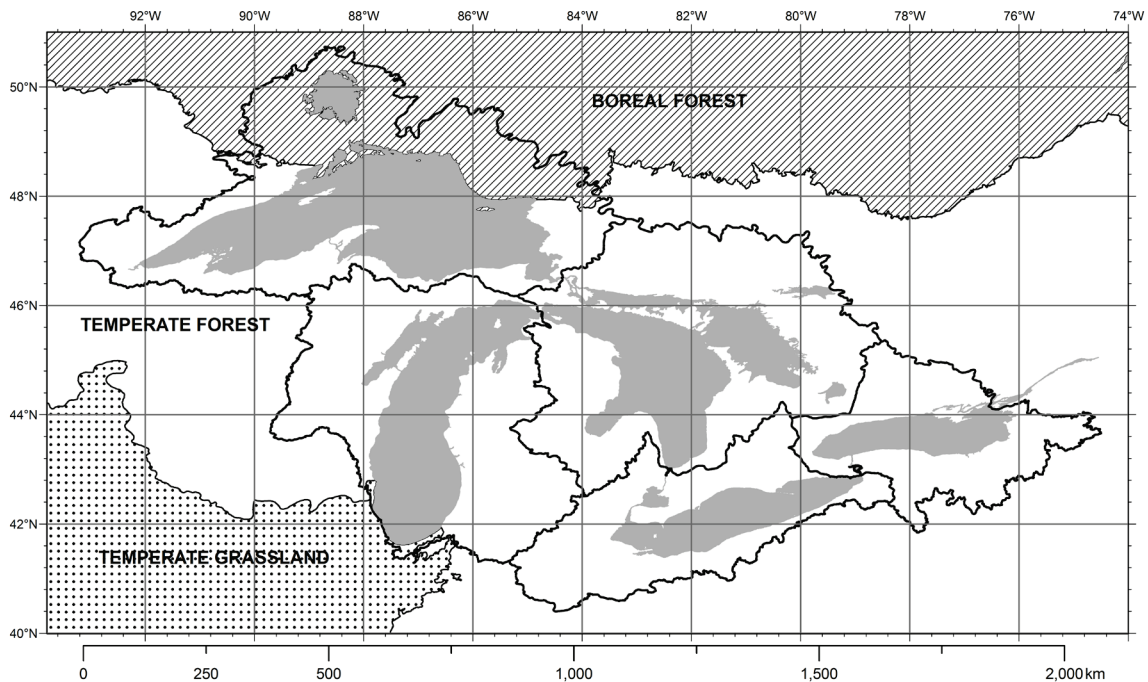 92°W 90°W 88°W 86°W 84°W 82°W 80°W 78°W 76°W 74°W
50°N
BOREAL FOREST
48°N
46°N
TEMPERATE FOREST
44°N
42°N
TEMPERATE GRASSLAND
40°N
0 250 500 1,000 1,500 2,000 km